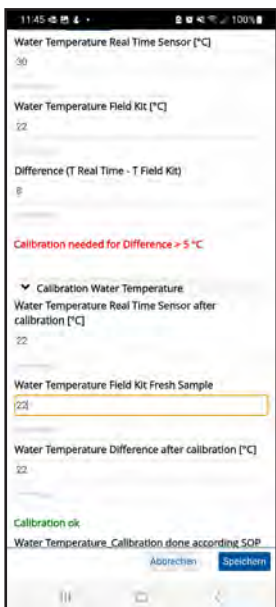 11:45
100%
Water Temperature Real Time Sensor [°C]
30
Water Temperature Field Kit [°C]
22
Difference (T Real Time - T Field Kit)
8
Calibration needed for Difference > 5 °C
Calibration Water Temperature
Water Temperature Real Time Sensor after
calibration [°C]
22
Water Temperature Field Kit Fresh Sample
22
Water Temperature Difference after calibration [°C]
22
Calibration ok
Water Temperature_Calibration done according SOP
Abbrechen Speichern